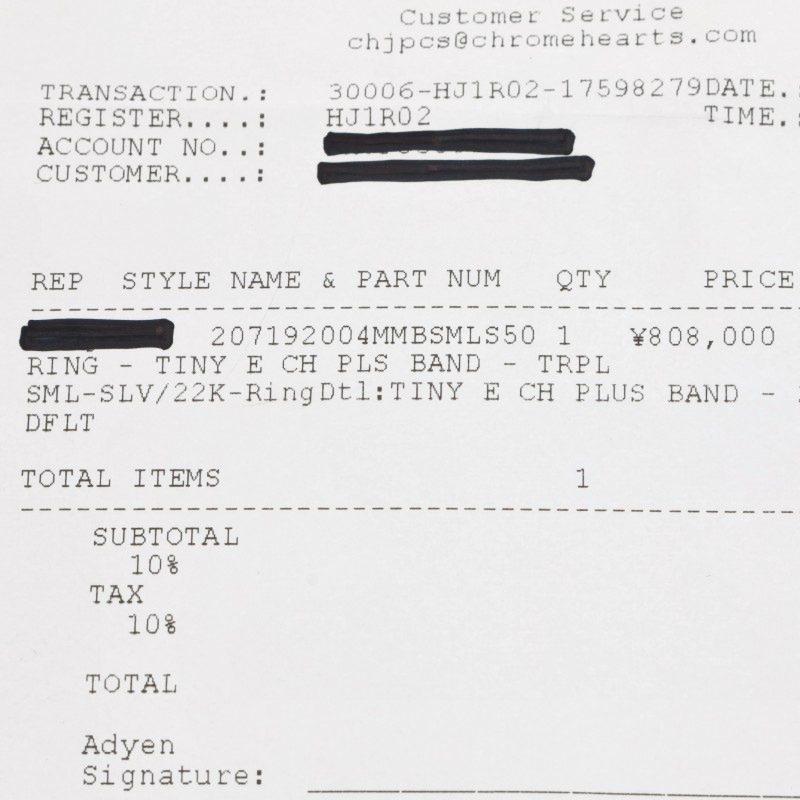 Customer Service
chjpcs@chromehearts.com
TRANSACTION.: 30006-HJ1R02-17598279DATE.
REGISTER....: HJ1R02 TIME.
ACCOUNT NO..:
CUSTOMER....:
REP STYLE NAME & PART NUM QTY PRICE
207192004MMBSMLS50 1 ¥808,000
RING - TINY E CH PLS BAND - TRPL
SML-SLV/22K-RingDtl:TINY E CH PLUS BAND -
DFLT
TOTAL ITEMS 1
SUBTOTAL
10%
TAX
10%
TOTAL
Adyen
Signature: